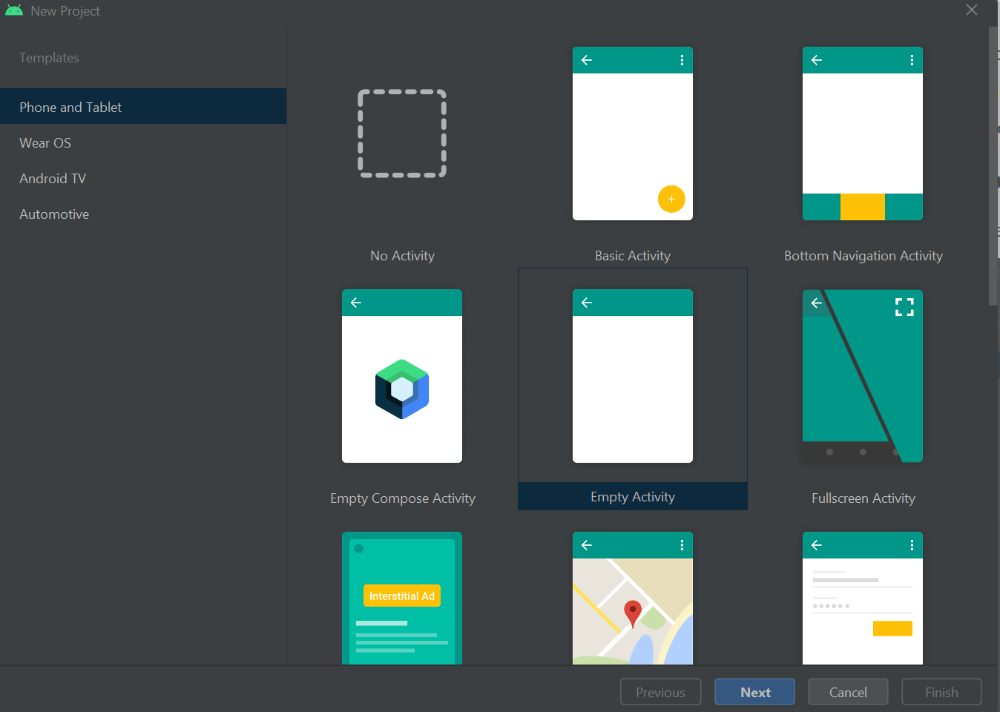 New Project
Templates
Phone and Tablet
Wear OS
Android TV
Automotive
No Activity
Basic Activity
Bottom Navigation Activity
Empty Compose Activity
Empty Activity
Fullscreen Activity
Interstitial Ad
Previous
Next
Cancel
Finish